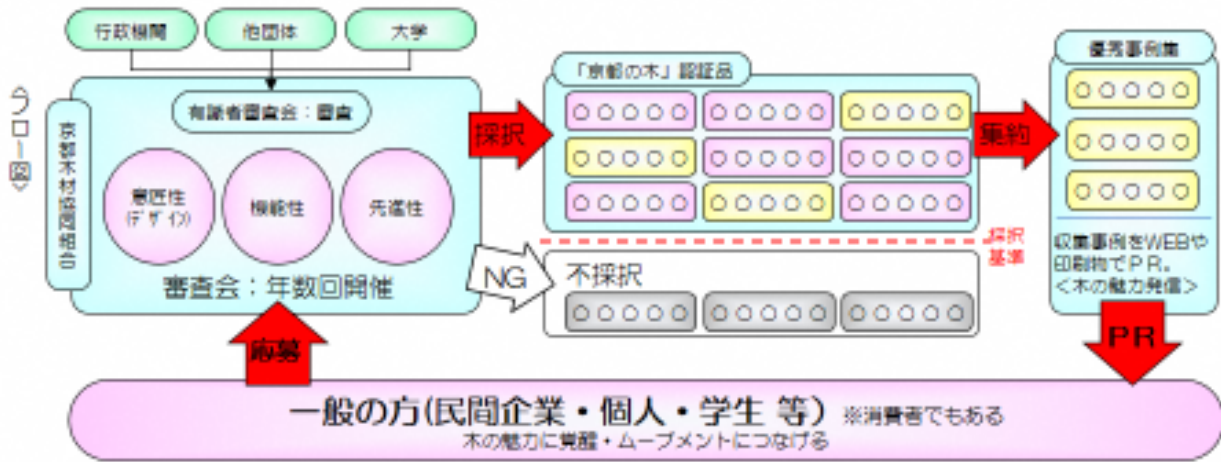 行政機関
他団体
大学
<フロー図>
京都木材協同組合
有識者審査会：審査
意匠性
(デザイン)
機能性
先進性
審査会：年数回開催
採択
NG
「京都の木」認証品
○○○○○ ○○○○○ ○○○○○
○○○○○ ○○○○○ ○○○○○
○○○○○ ○○○○○ ○○○○○
採択
基準
不採択
○○○○○ ○○○○○ ○○○○○
集約
優秀事例集
○○○○○
○○○○○
○○○○○
収集事例をWEBや
印刷物でPR。
<木の魅力発信>
PR
応募
一般の方(民間企業・個人・学生 等) ※消費者でもある
木の魅力に覚醒・ムーブメントにつなげる